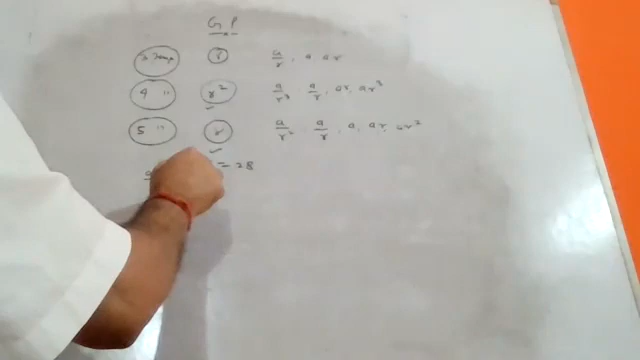 G.P
3 Terms r a/r, a, ar
4 " r² a/r³, a/r, ar, ar³
5 " r a/r², a/r, a, ar, ar²
= 28